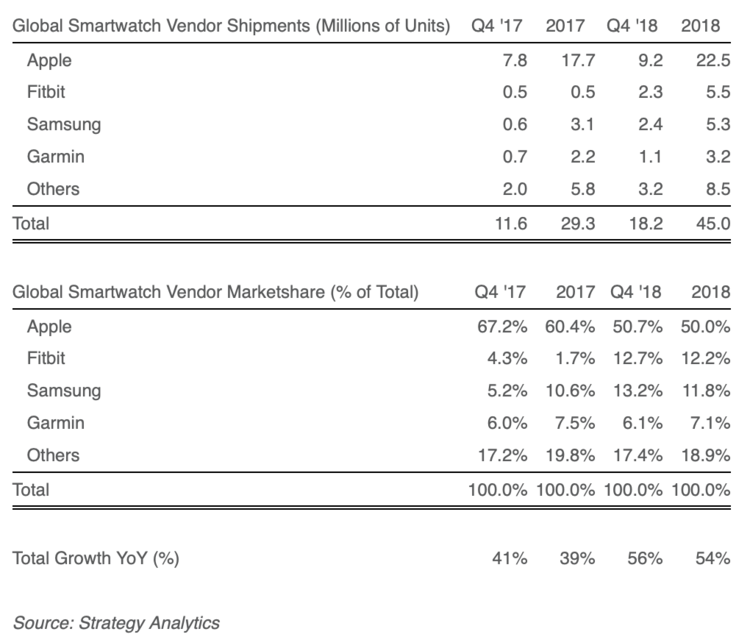 Global Smartwatch Vendor Shipments (Millions of Units) Q4 '17 2017 Q4 '18 2018
Apple 7.8 17.7 9.2 22.5
Fitbit 0.5 0.5 2.3 5.5
Samsung 0.6 3.1 2.4 5.3
Garmin 0.7 2.2 1.1 3.2
Others 2.0 5.8 3.2 8.5
Total 11.6 29.3 18.2 45.0
Global Smartwatch Vendor Marketshare (% of Total) Q4 '17 2017 Q4 '18 2018
Apple 67.2% 60.4% 50.7% 50.0%
Fitbit 4.3% 1.7% 12.7% 12.2%
Samsung 5.2% 10.6% 13.2% 11.8%
Garmin 6.0% 7.5% 6.1% 7.1%
Others 17.2% 19.8% 17.4% 18.9%
Total 100.0% 100.0% 100.0% 100.0%
Total Growth YoY (%) 41% 39% 56% 54%
Source: Strategy Analytics